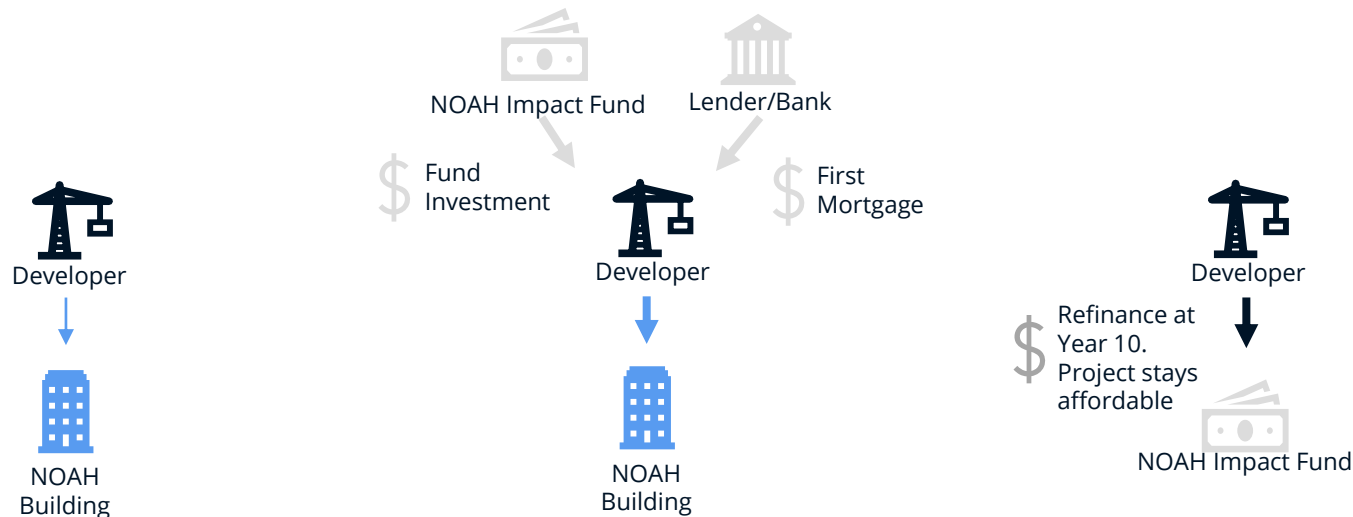 Developer
NOAH
Building
NOAH Impact Fund
Lender/Bank
Fund
Investment
First
Mortgage
Developer
NOAH
Building
Developer
Refinance at
Year 10.
Project stays
affordable
NOAH Impact Fund